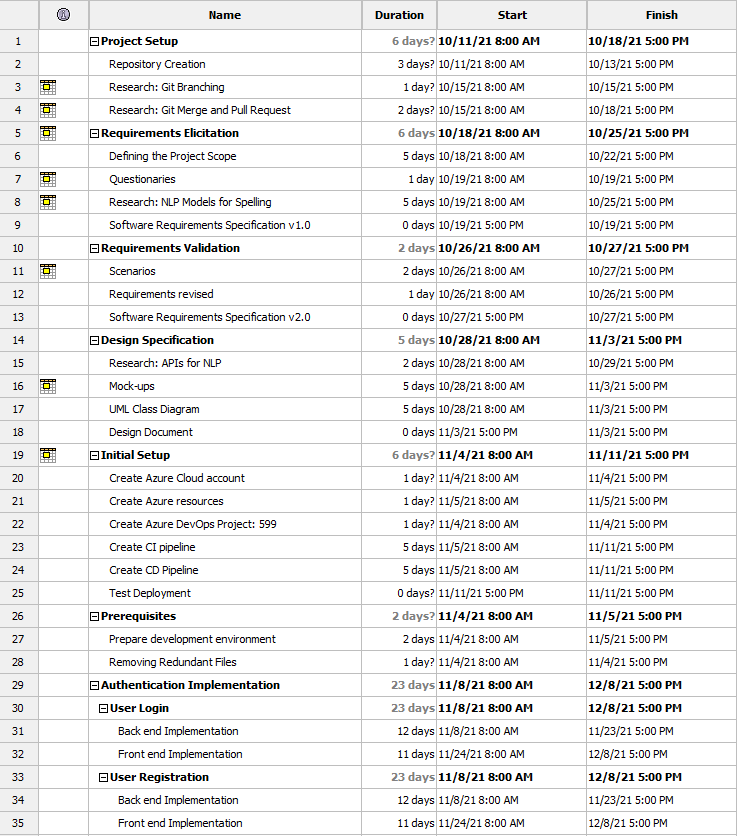 Name Duration Start Finish
1 Project Setup 6 days? 10/11/21 8:00 AM 10/18/21 5:00 PM
2 Repository Creation 3 days? 10/11/21 8:00 AM 10/13/21 5:00 PM
3 Research: Git Branching 1 day? 10/15/21 8:00 AM 10/15/21 5:00 PM
4 Research: Git Merge and Pull Request 2 days? 10/15/21 8:00 AM 10/18/21 5:00 PM
5 Requirements Elicitation 6 days 10/18/21 8:00 AM 10/25/21 5:00 PM
6 Defining the Project Scope 5 days 10/18/21 8:00 AM 10/22/21 5:00 PM
7 Questionaries 1 day 10/19/21 8:00 AM 10/19/21 5:00 PM
8 Research: NLP Models for Spelling 5 days 10/19/21 8:00 AM 10/25/21 5:00 PM
9 Software Requirements Specification v1.0 0 days 10/19/21 5:00 PM 10/19/21 5:00 PM
10 Requirements Validation 2 days 10/26/21 8:00 AM 10/27/21 5:00 PM
11 Scenarios 2 days 10/26/21 8:00 AM 10/27/21 5:00 PM
12 Requirements revised 1 day 10/26/21 8:00 AM 10/26/21 5:00 PM
13 Software Requirements Specification v2.0 0 days 10/27/21 5:00 PM 10/27/21 5:00 PM
14 Design Specification 5 days 10/28/21 8:00 AM 11/3/21 5:00 PM
15 Research: APIs for NLP 2 days 10/28/21 8:00 AM 10/29/21 5:00 PM
16 Mock-ups 5 days 10/28/21 8:00 AM 11/3/21 5:00 PM
17 UML Class Diagram 5 days 10/28/21 8:00 AM 11/3/21 5:00 PM
18 Design Document 0 days 11/3/21 5:00 PM 11/3/21 5:00 PM
19 Initial Setup 6 days? 11/4/21 8:00 AM 11/11/21 5:00 PM
20 Create Azure Cloud account 1 day? 11/4/21 8:00 AM 11/4/21 5:00 PM
21 Create Azure resources 1 day? 11/5/21 8:00 AM 11/5/21 5:00 PM
22 Create Azure DevOps Project: 599 1 day? 11/4/21 8:00 AM 11/4/21 5:00 PM
23 Create CI pipeline 5 days 11/5/21 8:00 AM 11/11/21 5:00 PM
24 Create CD Pipeline 5 days 11/5/21 8:00 AM 11/11/21 5:00 PM
25 Test Deployment 0 days? 11/11/21 5:00 PM 11/11/21 5:00 PM
26 Prerequisites 2 days? 11/4/21 8:00 AM 11/5/21 5:00 PM
27 Prepare development environment 2 days 11/4/21 8:00 AM 11/5/21 5:00 PM
28 Removing Redundant Files 1 day? 11/4/21 8:00 AM 11/4/21 5:00 PM
29 Authentication Implementation 23 days 11/8/21 8:00 AM 12/8/21 5:00 PM
30 User Login 23 days 11/8/21 8:00 AM 12/8/21 5:00 PM
31 Back end Implementation 12 days 11/8/21 8:00 AM 11/23/21 5:00 PM
32 Front end Implementation 11 days 11/24/21 8:00 AM 12/8/21 5:00 PM
33 User Registration 23 days 11/8/21 8:00 AM 12/8/21 5:00 PM
34 Back end Implementation 12 days 11/8/21 8:00 AM 11/23/21 5:00 PM
35 Front end Implementation 11 days 11/24/21 8:00 AM 12/8/21 5:00 PM